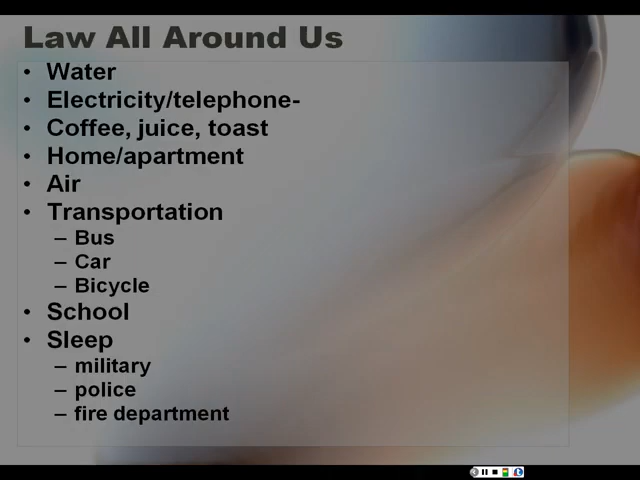 Law All Around Us
• Water
• Electricity/telephone-
• Coffee, juice, toast
• Home/apartment
• Air
• Transportation
– Bus
– Car
– Bicycle
• School
• Sleep
– military
– police
– fire department